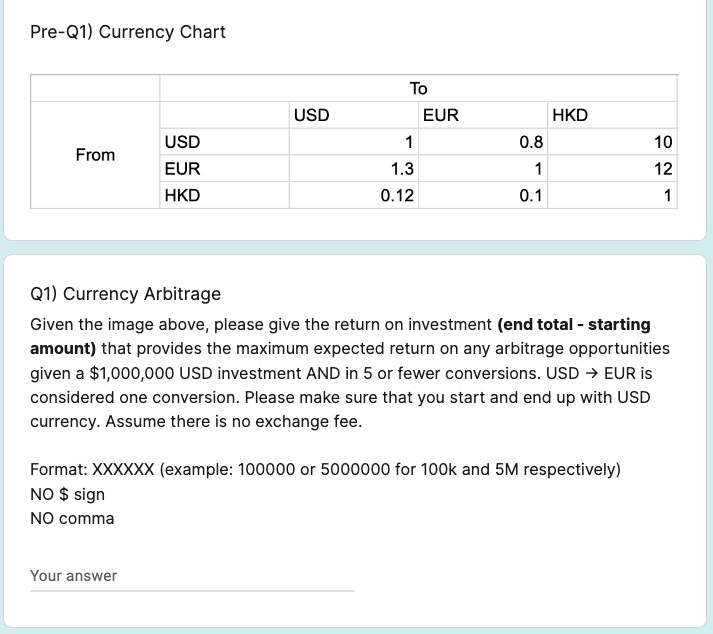 Pre-Q1) Currency Chart
To
USD EUR HKD
From
USD 1 0.8 10
EUR 1.3 1 12
HKD 0.12 0.1 1
Q1) Currency Arbitrage
Given the image above, please give the return on investment (end total - starting
amount) that provides the maximum expected return on any arbitrage opportunities
given a $1,000,000 USD investment AND in 5 or fewer conversions. USD → EUR is
considered one conversion. Please make sure that you start and end up with USD
currency. Assume there is no exchange fee.
Format: XXXXXX (example: 100000 or 5000000 for 100k and 5M respectively)
NO $ sign
NO comma
Your answer